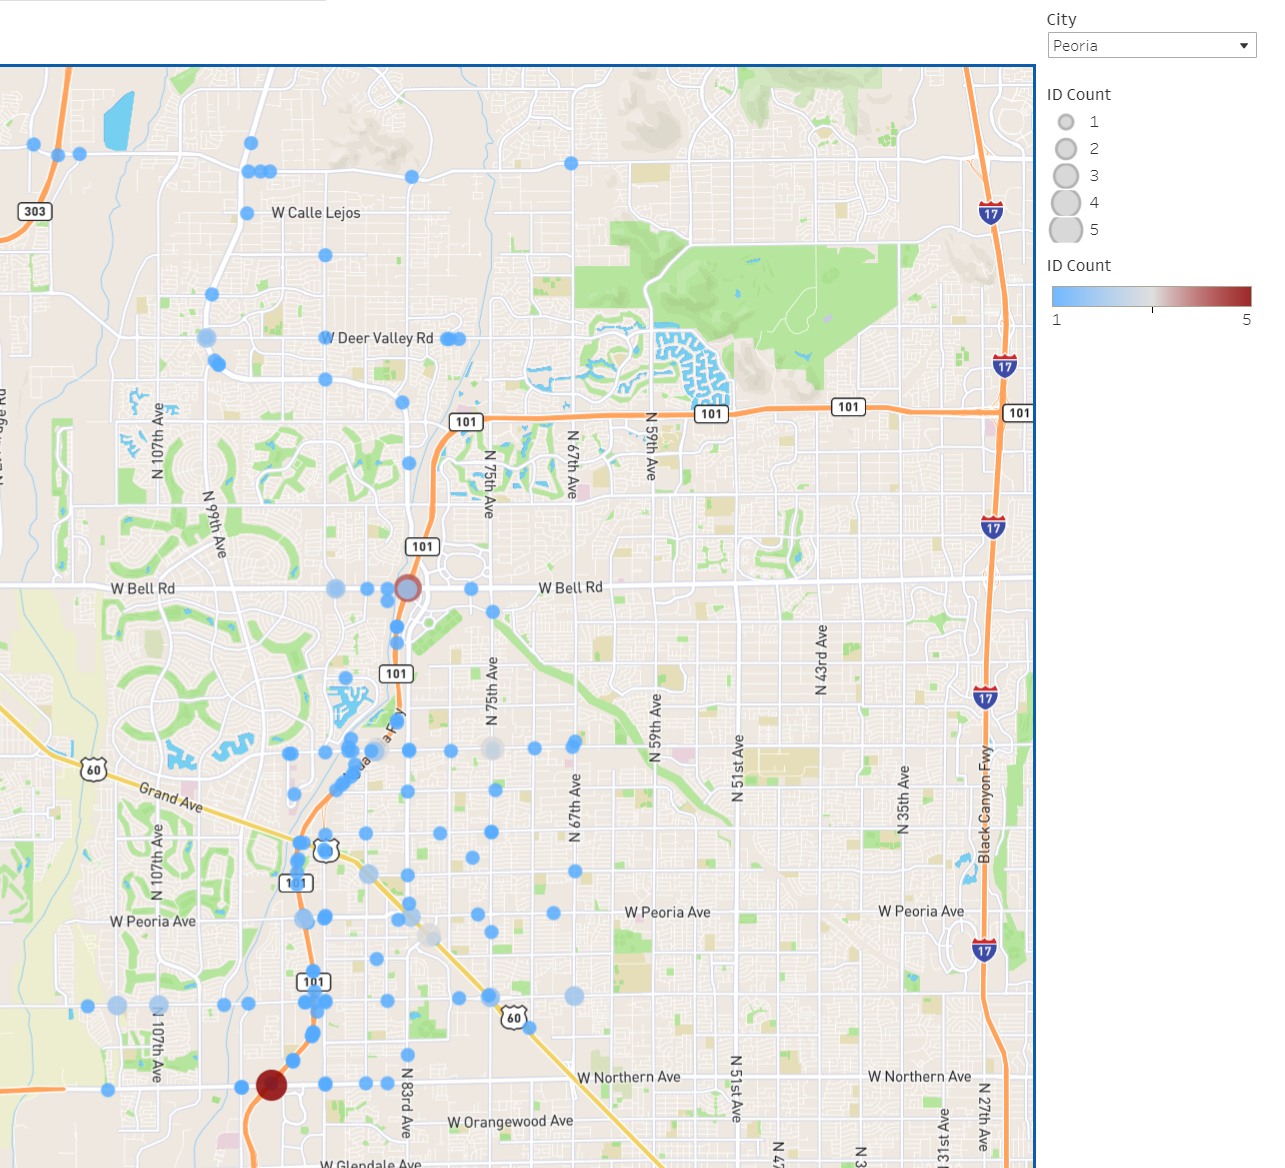 City
Peoria
ID Count
1
2
3
4
5
ID Count
1
5
303
W Calle Lejos
17
W Deer Valley Rd
17
N 107th Ave
101
101
101
101
N 59th Ave
N 67th Ave
N 75th Ave
N 99th Ave
17
101
W Bell Rd
W Bell Rd
N 43rd Ave
101
N 75th Ave
17
N 59th Ave
N 51st Ave
60
Grand Ave
N 67th Ave
N 35th Ave
Black Canyon Fwy
N 107th Ave
101
W Peoria Ave
W Peoria Ave
W Peoria Ave
17
101
N 107th Ave
60
W Northern Ave
W Northern Ave
N 83rd Ave
N 51st Ave
N 27th Ave
N 31st Ave
W Orangewood Ave
N 47
N 3
W Glendale Ave